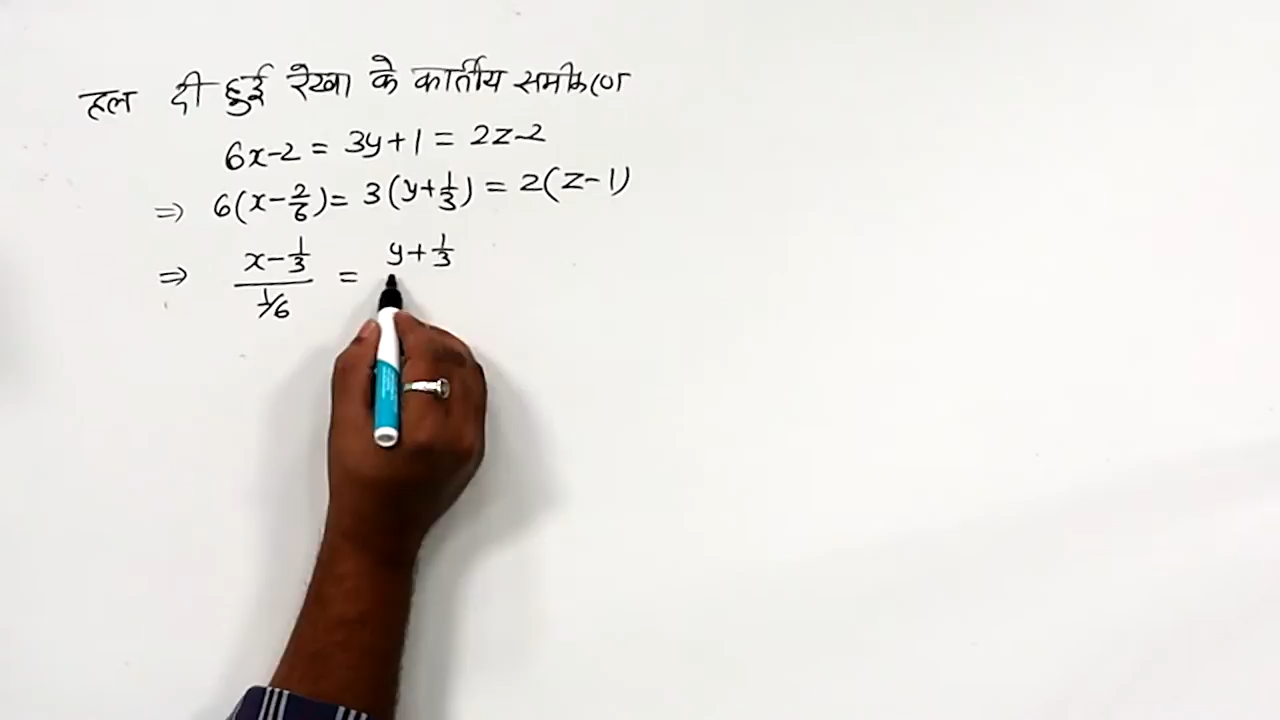 हल दी हुई रेखा के कार्तीय समीकरण
6x-2 = 3y+1 = 2z-2
⇒ 6(x-2/6) = 3(y+1/3) = 2(z-1)
⇒ (x-1/3)/(1/6) = y+1/3